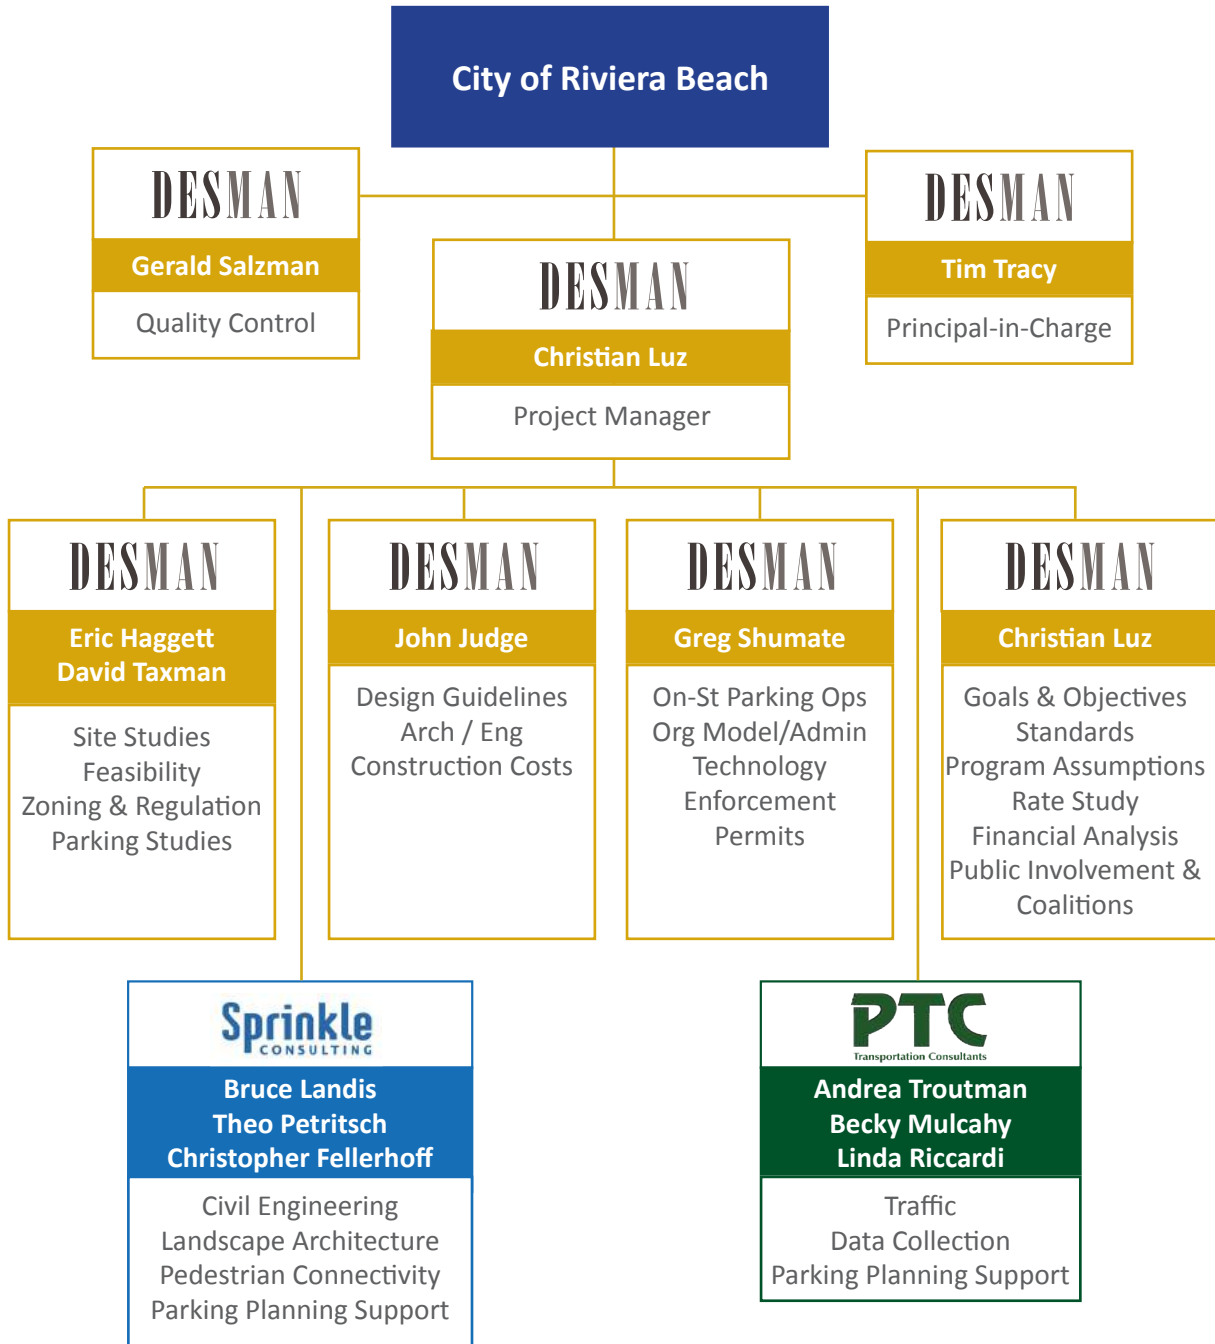 City of Riviera Beach
DESMAN
Gerald Salzman
Quality Control
DESMAN
Christian Luz
Project Manager
DESMAN
Tim Tracy
Principal-in-Charge
DESMAN
Eric Haggett
David Taxman
Site Studies
Feasibility
Zoning & Regulation
Parking Studies
DESMAN
John Judge
Design Guidelines
Arch / Eng
Construction Costs
DESMAN
Greg Shumate
On-St Parking Ops
Org Model/Admin
Technology
Enforcement
Permits
DESMAN
Christian Luz
Goals & Objectives
Standards
Program Assumptions
Rate Study
Financial Analysis
Public Involvement &
Coalitions
Sprinkle
CONSULTING
Bruce Landis
Theo Petritsch
Christopher Fellerhoff
Civil Engineering
Landscape Architecture
Pedestrian Connectivity
Parking Planning Support
PTC
Transportation Consultants
Andrea Troutman
Becky Mulcahy
Linda Riccardi
Traffic
Data Collection
Parking Planning Support